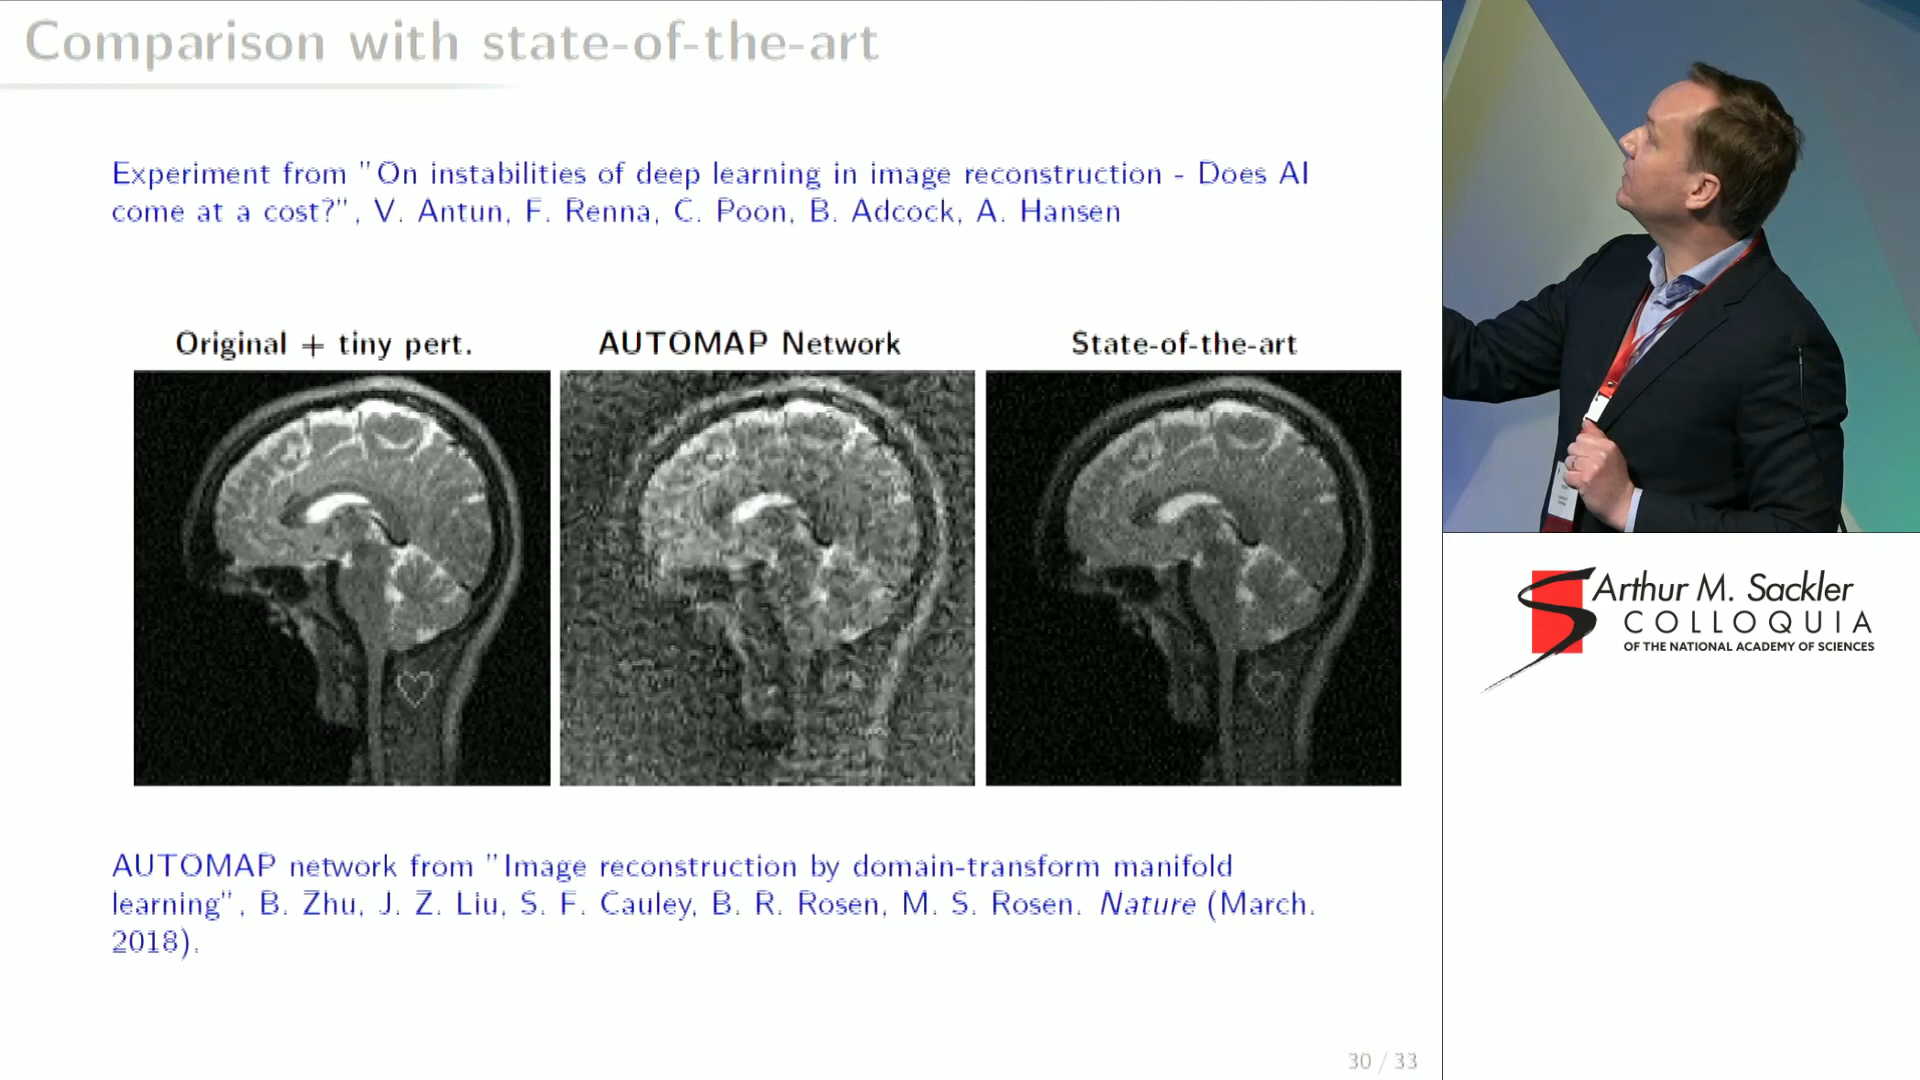 Comparison with state-of-the-art
Experiment from "On instabilities of deep learning in image reconstruction - Does AI
come at a cost?", V. Antun, F. Renna, C. Poon, B. Adcock, A. Hansen
Original + tiny pert.
AUTOMAP Network
State-of-the-art
AUTOMAP network from "Image reconstruction by domain-transform manifold
learning", B. Zhu, J. Z. Liu, S. F. Cauley, B. R. Rosen, M. S. Rosen. Nature (March.
2018).
30 / 33
Arthur M. Sackler
COLLOQUIA
OF THE NATIONAL ACADEMY OF SCIENCES